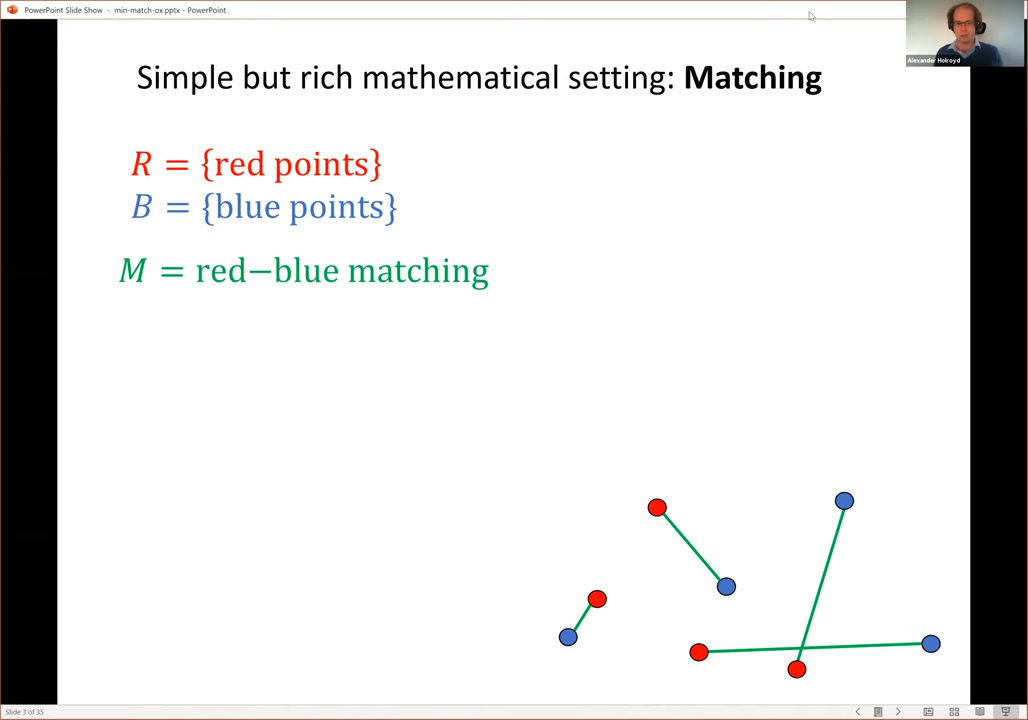 PowerPoint Slide Show - min-match-ox.pptx - PowerPoint
Alexander Holroyd
Simple but rich mathematical setting: Matching
R = {red points}
B = {blue points}
M = red−blue matching
Slide 3 of 35